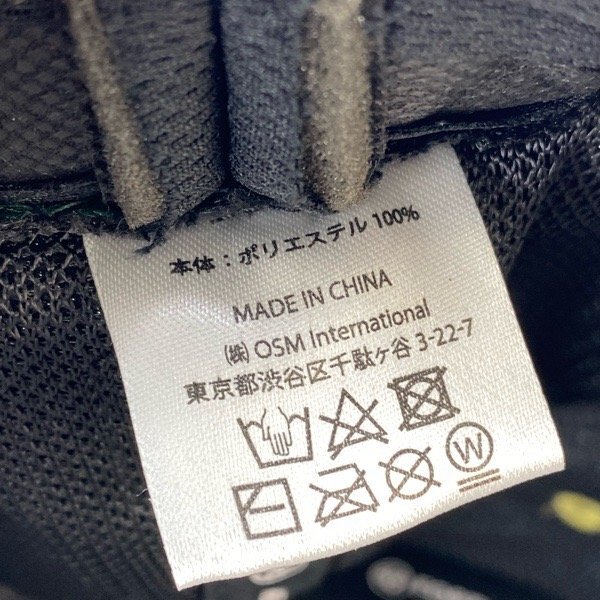 本体：ポリエステル 100%
MADE IN CHINA
㈱ OSM International
東京都渋谷区千駄ヶ谷 3-22-7
W